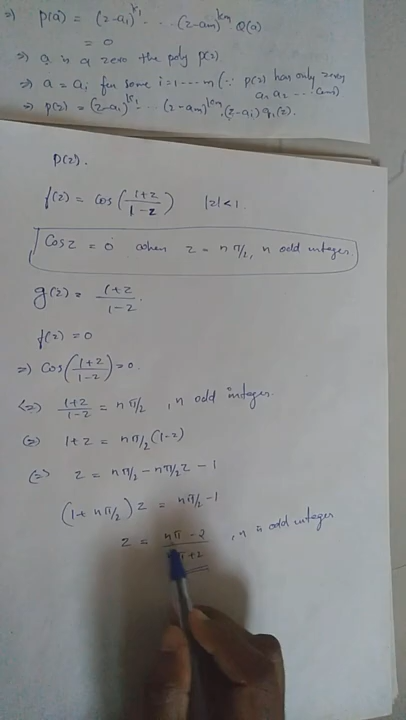 ⇒) p(a) = (z-a₁)^k₁ · · · (z-aₘ)^kₘ · Q(a)
= 0
⇒) a is a zero the poly p(z).
⇒) a = aᵢ for some i = 1 --- m (∵ p(z) has only zeros
a₁ a₂ ...
⇒) p(z) = (z-a₁)^k₁ ... (z-aₘ)^kₘ · (z-aᵢ) q₁(z).
p(z).
f(z) = cos((1+z)/(1-z)) |z| < 1
Cos z = 0 when z = nπ/2, n odd integer.
g(z) = (1+z)/(1-z).
f(z) = 0
⇒) Cos((1+z)/(1-z)) = 0.
(⇒) (1+z)/(1-z) = nπ/2 , n odd integer.
(⇒) 1+z = nπ/2 (1-z)
(⇒) z = nπ/2 - nπ/2 z - 1
(1 + nπ/2) z = nπ/2 - 1
z = (nπ - 2)/(π + 2) , n is odd integer